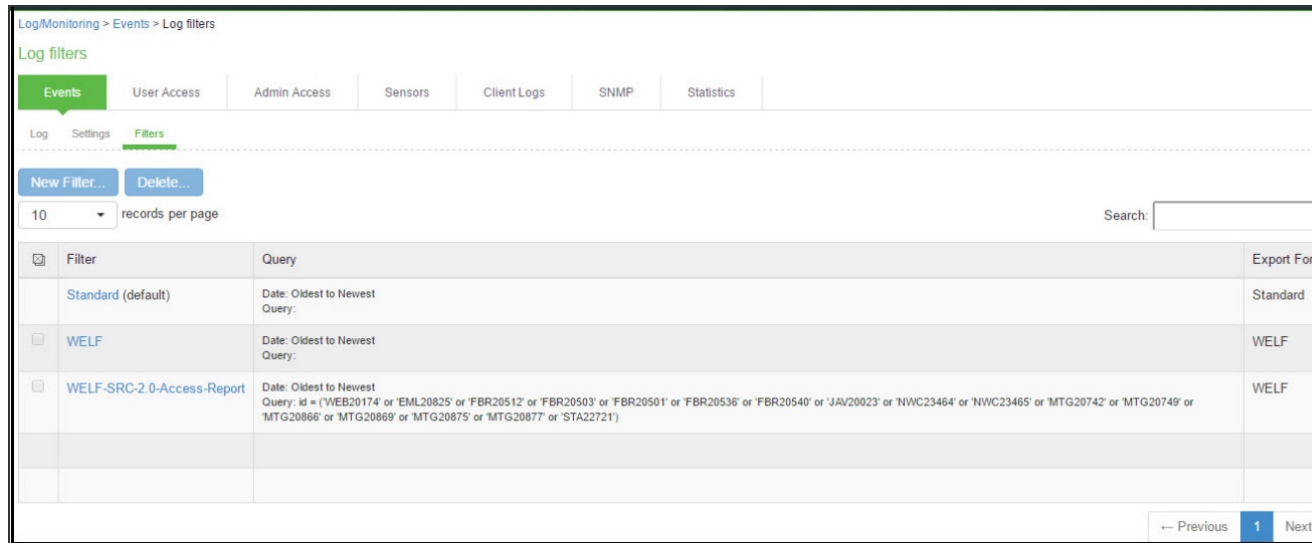 Log/Monitoring > Events > Log filters
Log filters
Events User Access Admin Access Sensors Client Logs SNMP Statistics
Log Settings Filters
New Filter... Delete...
10 records per page Search:
Filter Query Export For
Standard (default) Date: Oldest to Newest Standard
Query:
WELF Date: Oldest to Newest WELF
Query:
WELF-SRC-2.0-Access-Report Date: Oldest to Newest WELF
Query: id = ('WEB20174' or 'EML20825' or 'FBR20512' or 'FBR20503' or 'FBR20501' or 'FBR20536' or 'FBR20540' or 'JAV20023' or 'NWC23464' or 'NWC23465' or 'MTG20742' or 'MTG20749' or
'MTG20866' or 'MTG20869' or 'MTG20875' or 'MTG20877' or 'STA22721')
← Previous 1 Next